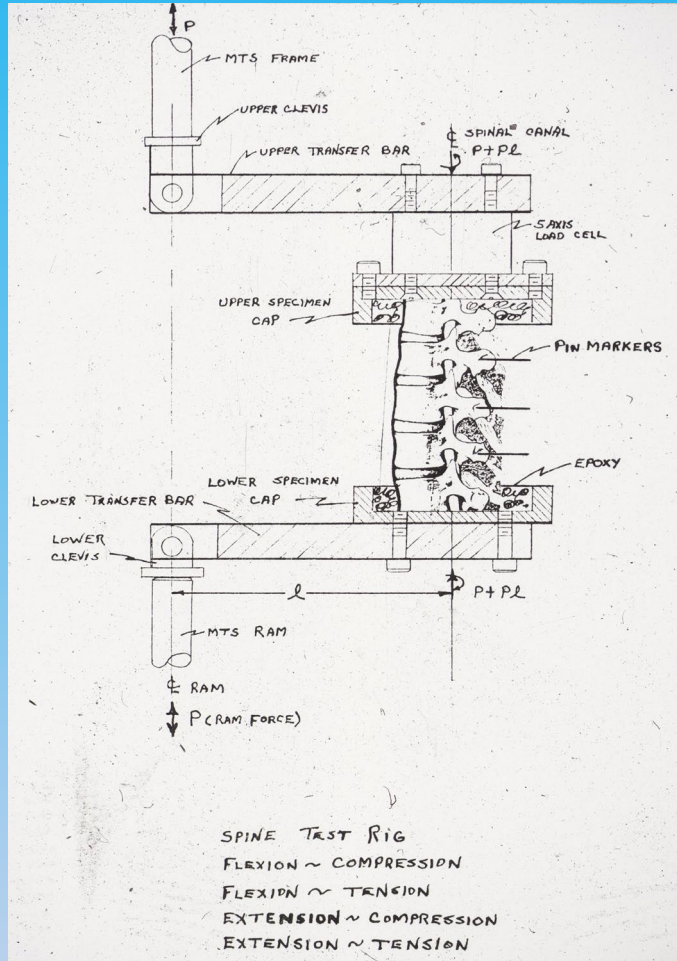 P
MTS FRAME
UPPER CLEVIS
℄ SPINAL CANAL
P+Pl
UPPER TRANSFER BAR
5 AXIS
LOAD CELL
UPPER SPECIMEN
CAP
PIN MARKERS
EPOXY
LOWER SPECIMEN
CAP
LOWER TRANSFER BAR
LOWER
CLEVIS
l
P+Pl
MTS RAM
℄ RAM
P (RAM FORCE)
SPINE TEST RIG
FLEXION ~ COMPRESSION
FLEXION ~ TENSION
EXTENSION ~ COMPRESSION
EXTENSION ~ TENSION